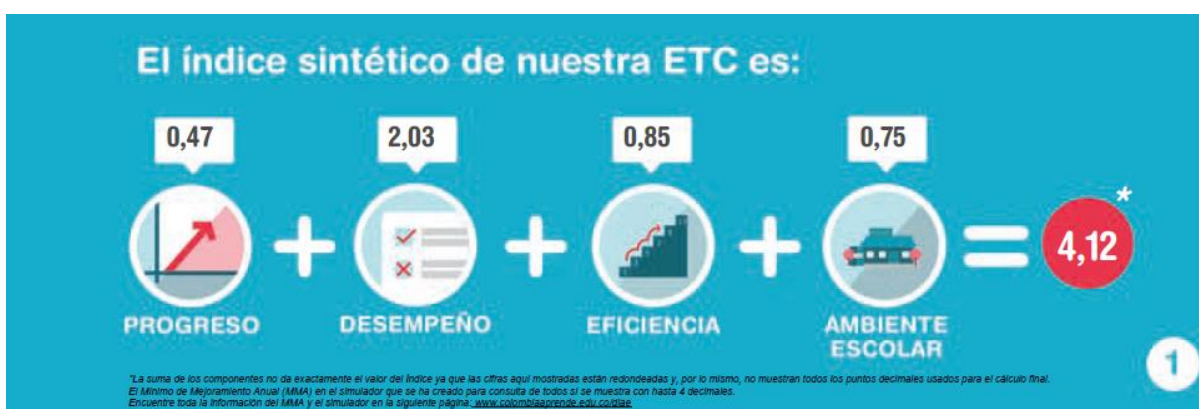 El índice sintético de nuestra ETC es:
0,47 2,03 0,85 0,75
+ + + = 4,12 *
PROGRESO DESEMPEÑO EFICIENCIA AMBIENTE
ESCOLAR
1
*La suma de los componentes no da exactamente el valor del Índice ya que las cifras aquí mostradas están redondeadas y, por lo mismo, no muestran todos los puntos decimales usados para el cálculo final.
El Mínimo de Mejoramiento Anual (MMA) en el simulador que se ha creado para consulta de todos sí se muestra con hasta 4 decimales.
Encuentre toda la información del MMA y el simulador en la siguiente página: www.colombiaaprende.edu.co/diae